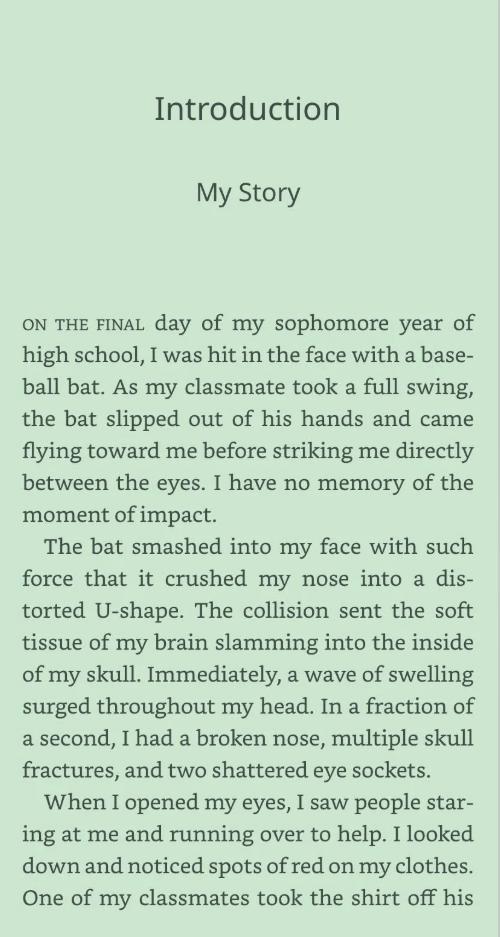 Introduction
My Story
ON THE FINAL day of my sophomore year of
high school, I was hit in the face with a base-
ball bat. As my classmate took a full swing,
the bat slipped out of his hands and came
flying toward me before striking me directly
between the eyes. I have no memory of the
moment of impact.
The bat smashed into my face with such
force that it crushed my nose into a dis-
torted U-shape. The collision sent the soft
tissue of my brain slamming into the inside
of my skull. Immediately, a wave of swelling
surged throughout my head. In a fraction of
a second, I had a broken nose, multiple skull
fractures, and two shattered eye sockets.
When I opened my eyes, I saw people star-
ing at me and running over to help. I looked
down and noticed spots of red on my clothes.
One of my classmates took the shirt off his